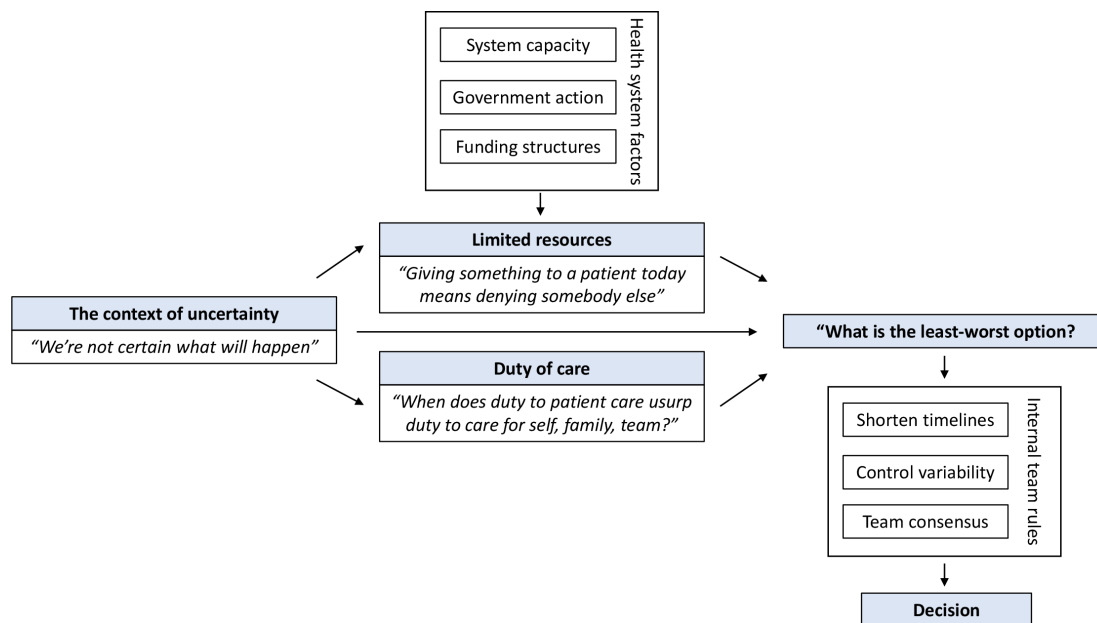 System capacity
Government action
Funding structures
Health system factors
Limited resources
“Giving something to a patient today
means denying somebody else”
The context of uncertainty
“We’re not certain what will happen”
Duty of care
“When does duty to patient care usurp
duty to care for self, family, team?”
“What is the least-worst option?
Shorten timelines
Control variability
Team consensus
Internal team rules
Decision